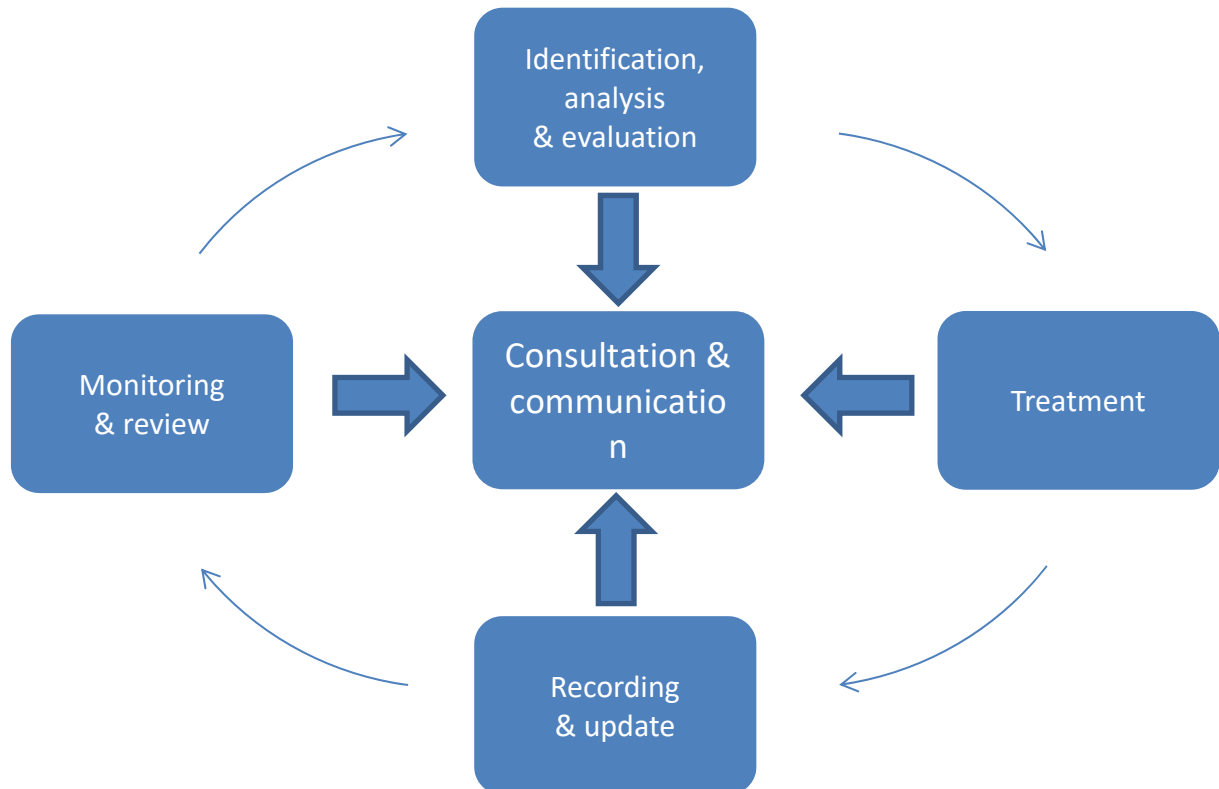 Identification,
analysis
& evaluation
Monitoring
& review
Consultation &
communicatio
n
Treatment
Recording
& update